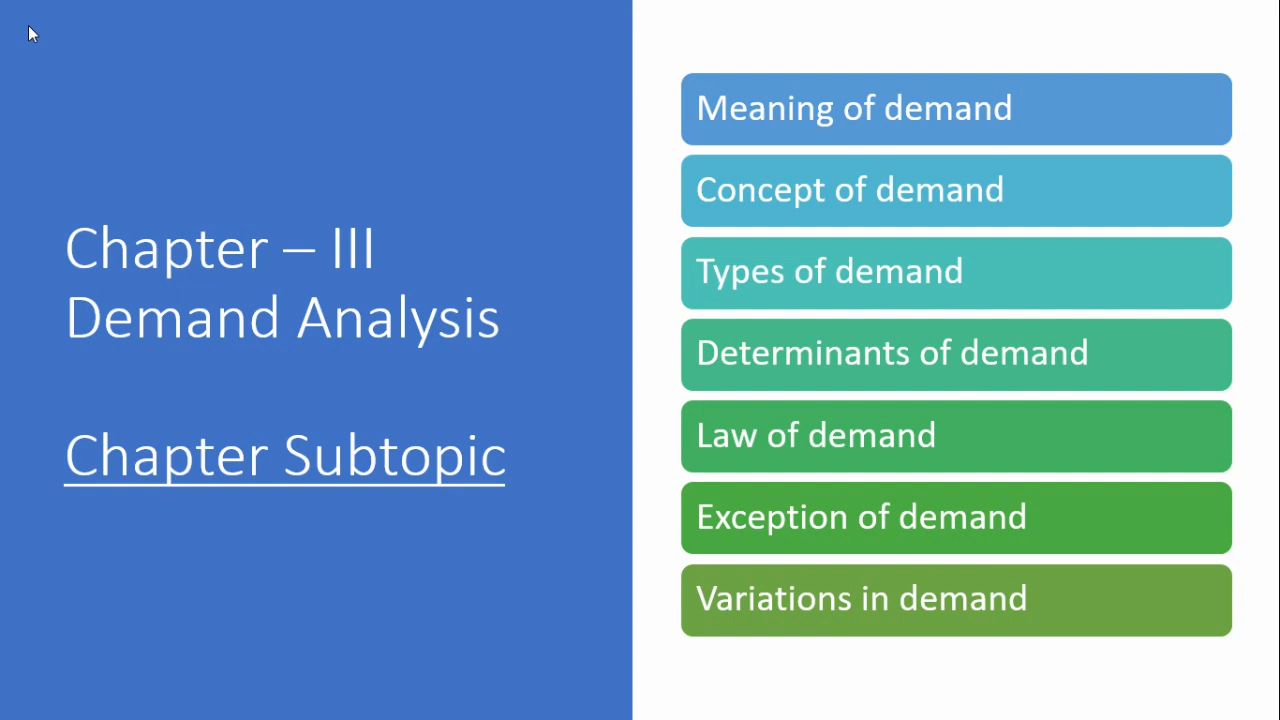 Chapter – III
Demand Analysis
Chapter Subtopic
Meaning of demand
Concept of demand
Types of demand
Determinants of demand
Law of demand
Exception of demand
Variations in demand